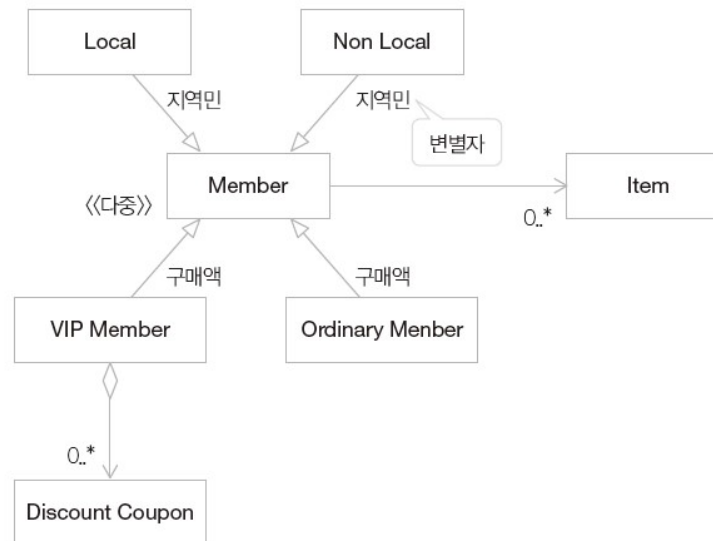 Local
Non Local
지역민
지역민
변별자
Member
Item
《다중》
0..*
구매액
구매액
VIP Member
Ordinary Menber
0..*
Discount Coupon